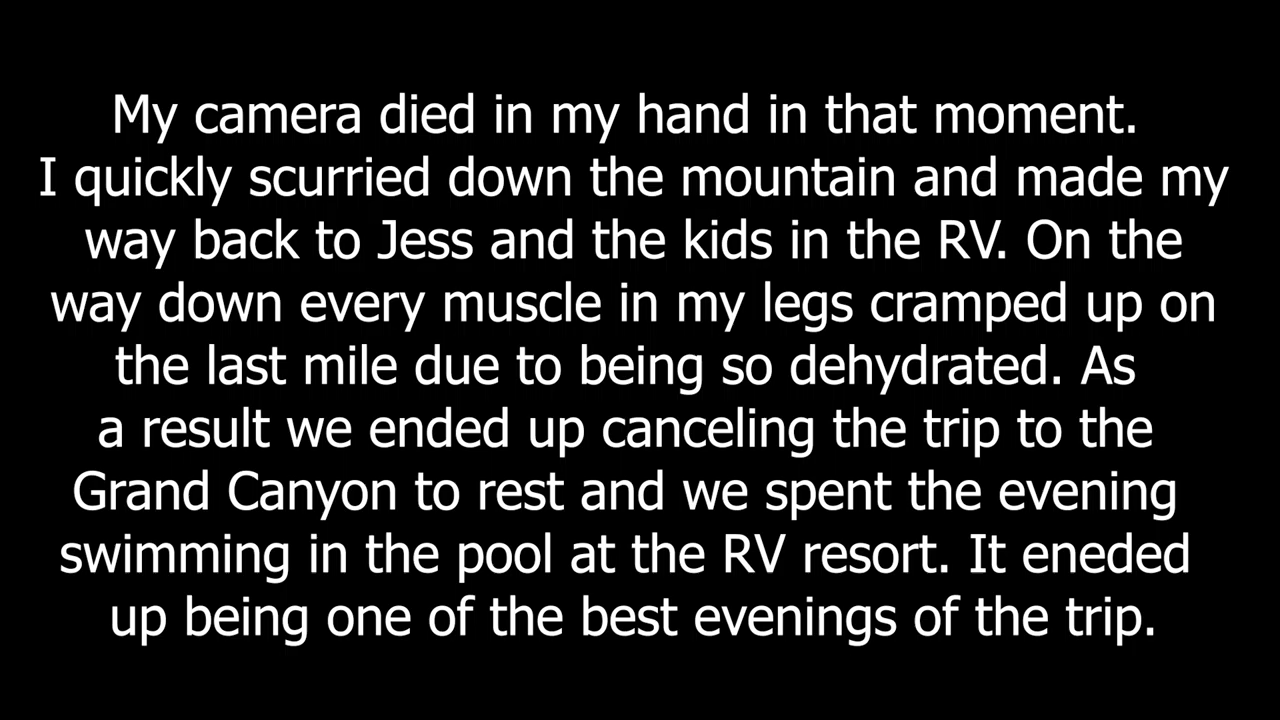 My camera died in my hand in that moment.
I quickly scurried down the mountain and made my
way back to Jess and the kids in the RV. On the
way down every muscle in my legs cramped up on
the last mile due to being so dehydrated. As
a result we ended up canceling the trip to the
Grand Canyon to rest and we spent the evening
swimming in the pool at the RV resort. It eneded
up being one of the best evenings of the trip.